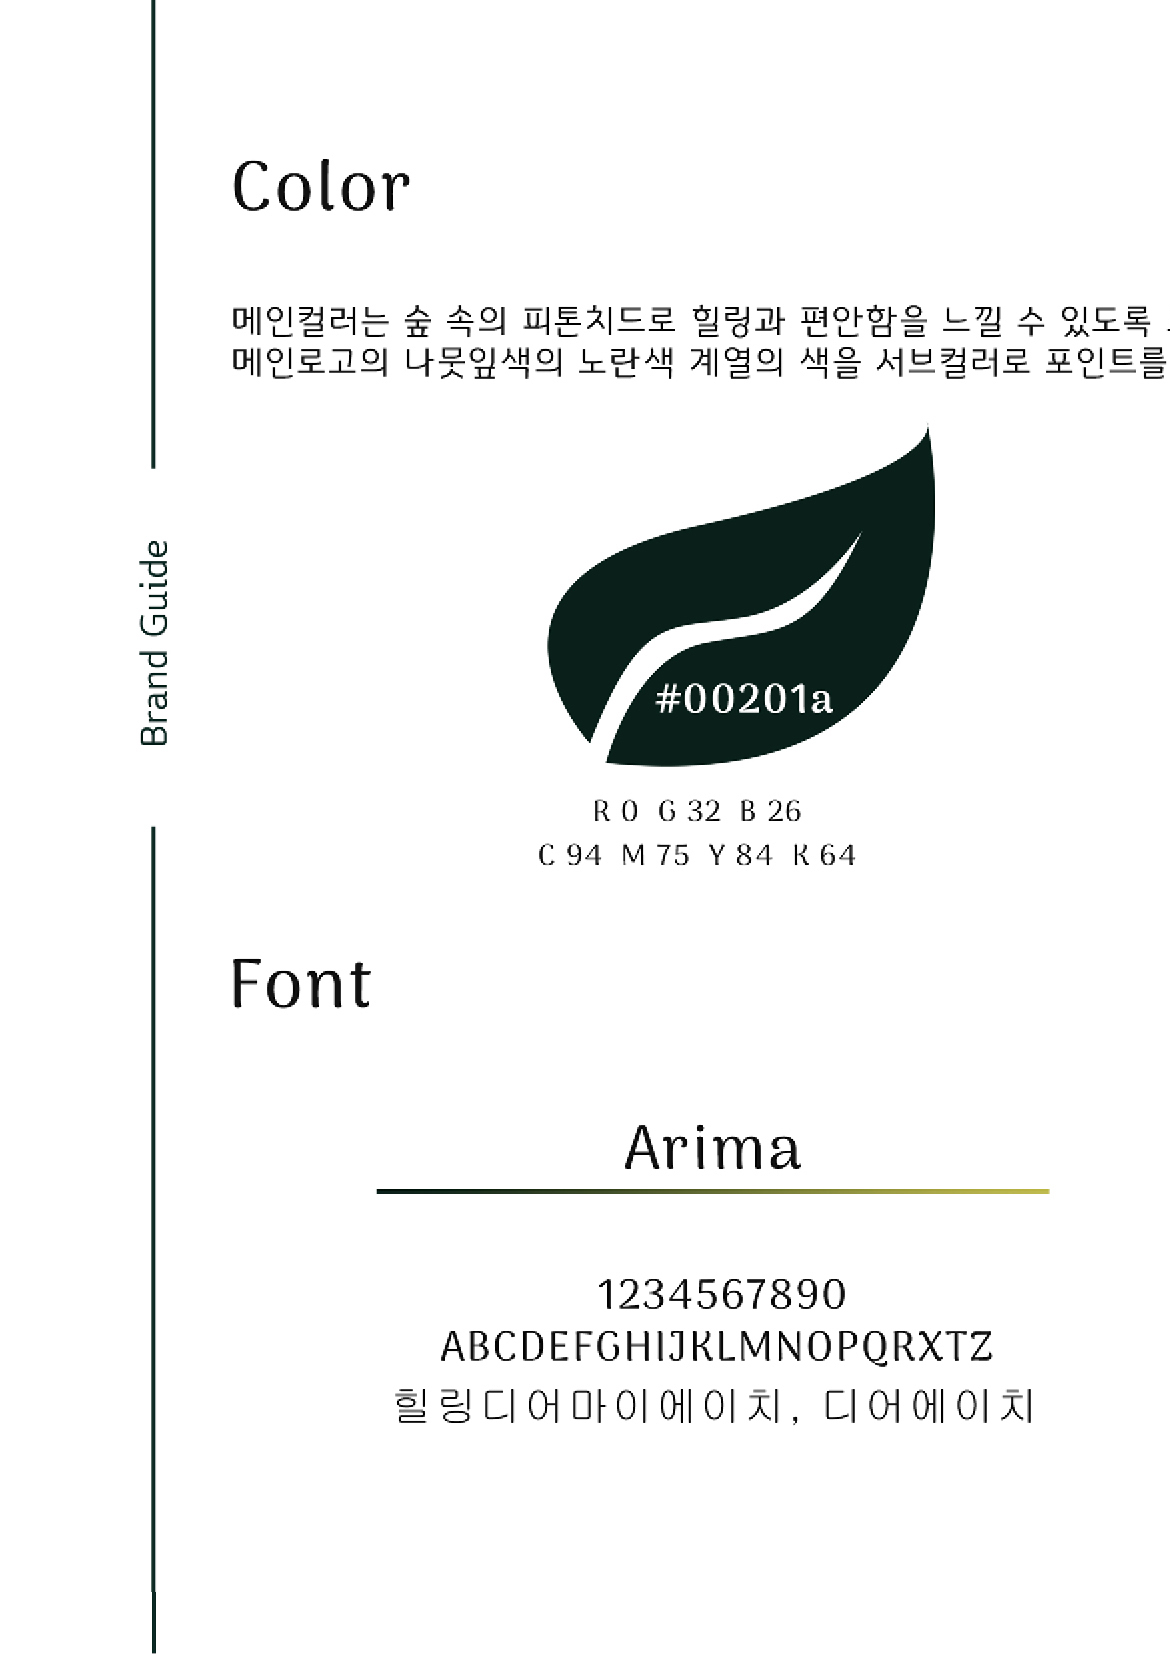 Color
메인컬러는 숲 속의 피톤치드로 힐링과 편안함을 느낄 수 있도록
메인로고의 나뭇잎색의 노란색 계열의 색을 서브컬러로 포인트를
Brand Guide
#00201a
R 0 G 32 B 26
C 94 M 75 Y 84 K 64
Font
Arima
1234567890
ABCDEFGHIJKLMNOPQRXTZ
힐링디어마이에이치, 디어에이치